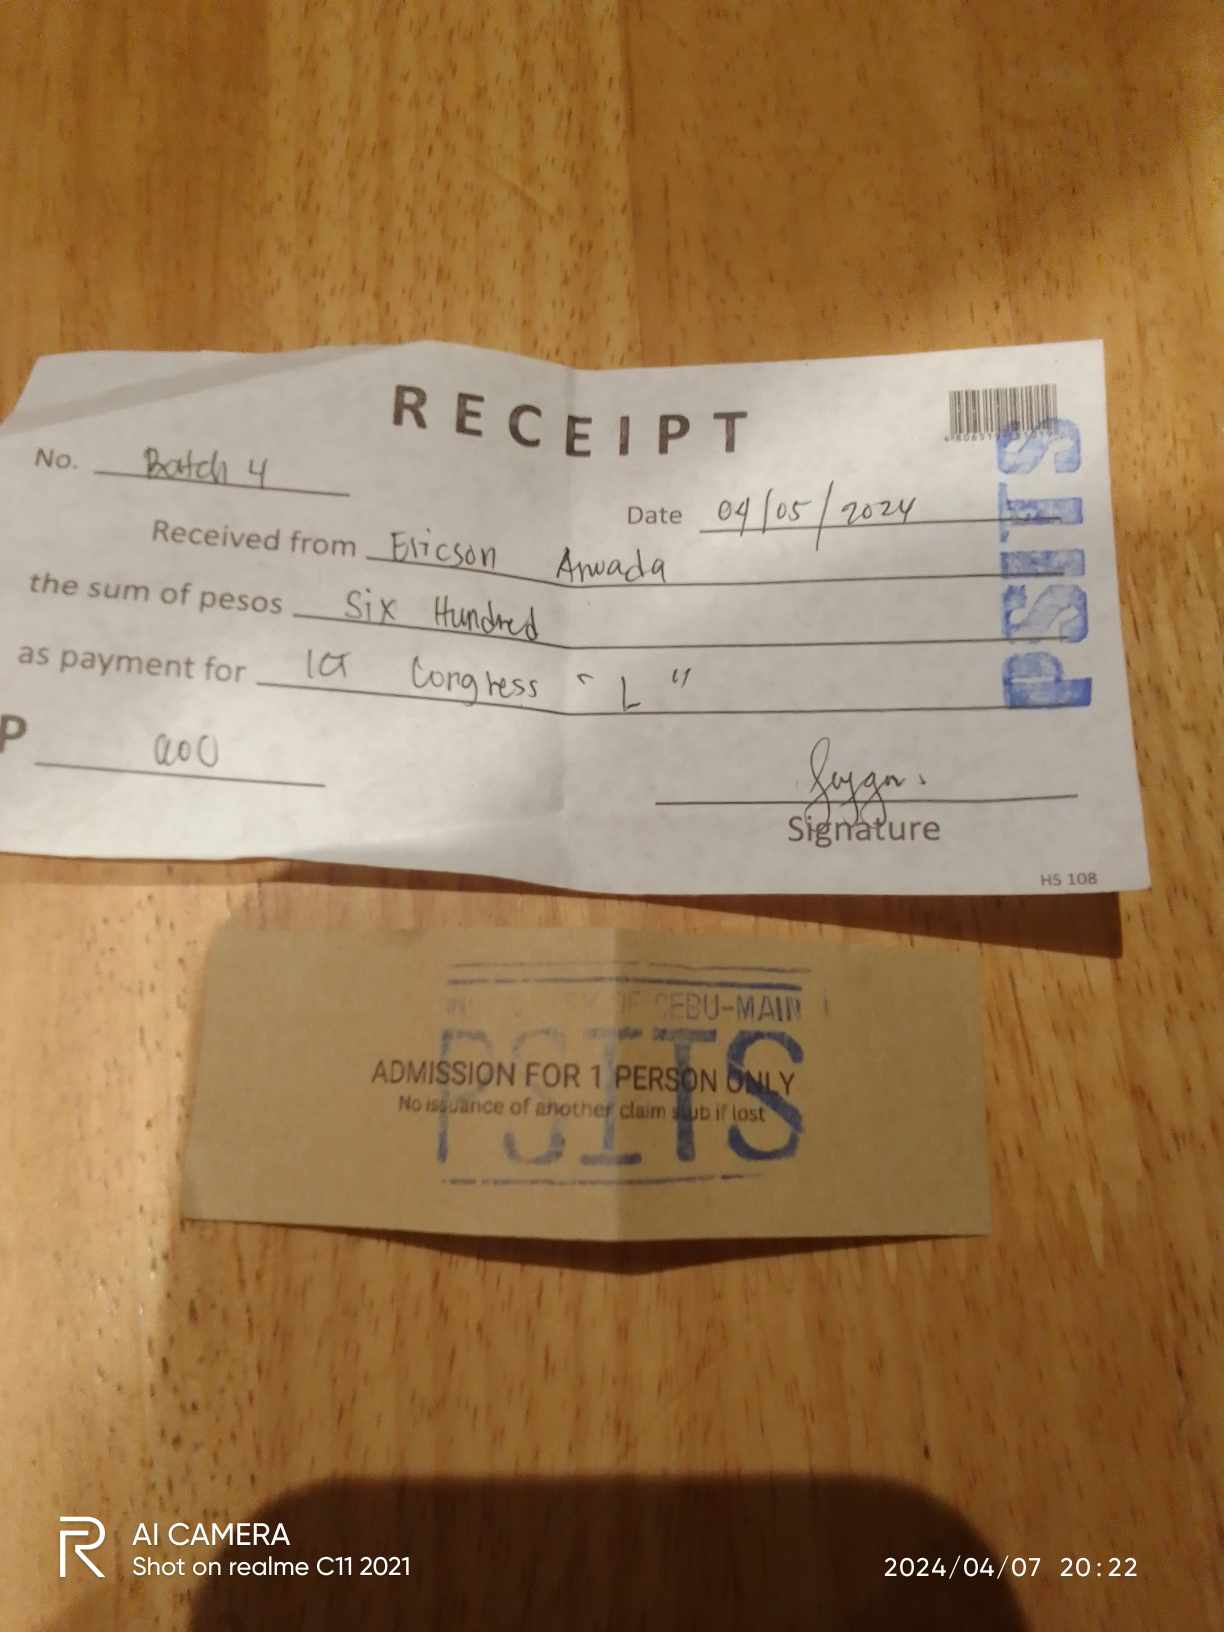 RECEIPT
No. Batch 4
Date 04/05/2024
Received from Ericson Anuada
the sum of pesos Six Hundred
as payment for ICT Congress "L"
P 600
Signature
HS 108
PSITS
OF CEBU-MAIN
PSITS
ADMISSION FOR 1 PERSON ONLY
No issuance of another claim stub if lost
AI CAMERA
Shot on realme C11 2021
2024/04/07 20:22